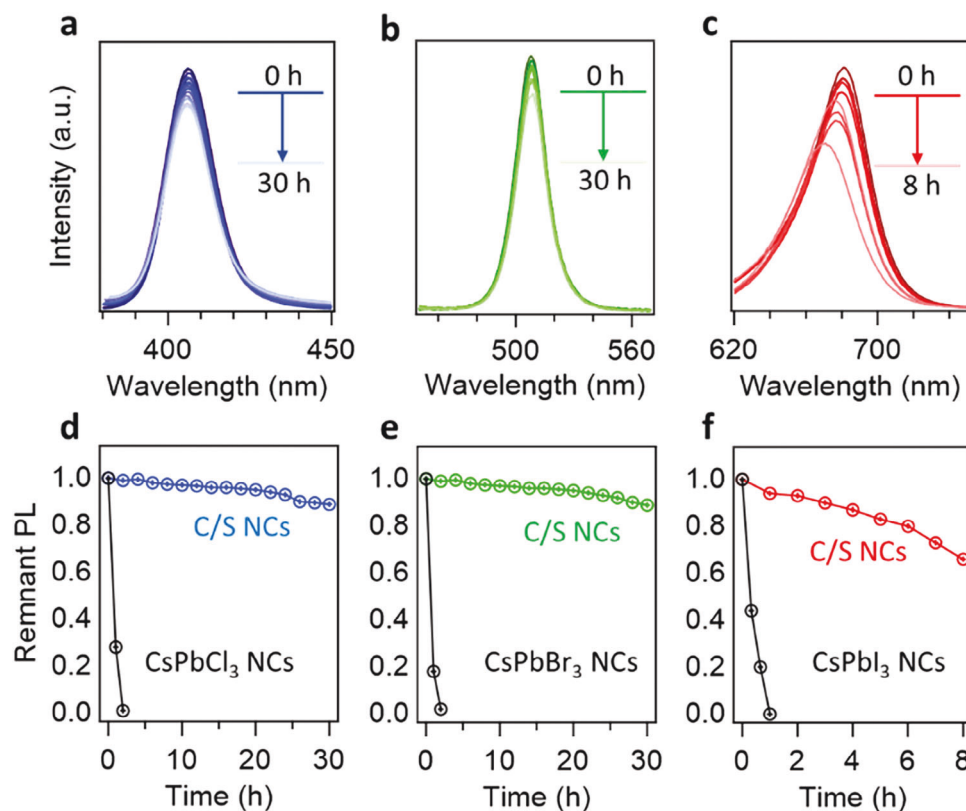 a
b
c
0 h
30 h
0 h
30 h
0 h
8 h
Intensity (a.u.)
400
450
500
560
620
700
Wavelength (nm)
Wavelength (nm)
Wavelength (nm)
d
e
f
1.0
0.8
0.6
0.4
0.2
0.0
Remnant PL
C/S NCs
CsPbCl₃ NCs
0
10
20
30
Time (h)
1.0
0.8
0.6
0.4
0.2
0.0
C/S NCs
CsPbBr₃ NCs
0
10
20
30
Time (h)
1.0
0.8
0.6
0.4
0.2
0.0
C/S NCs
CsPbI₃ NCs
0
2
4
6
8
Time (h)